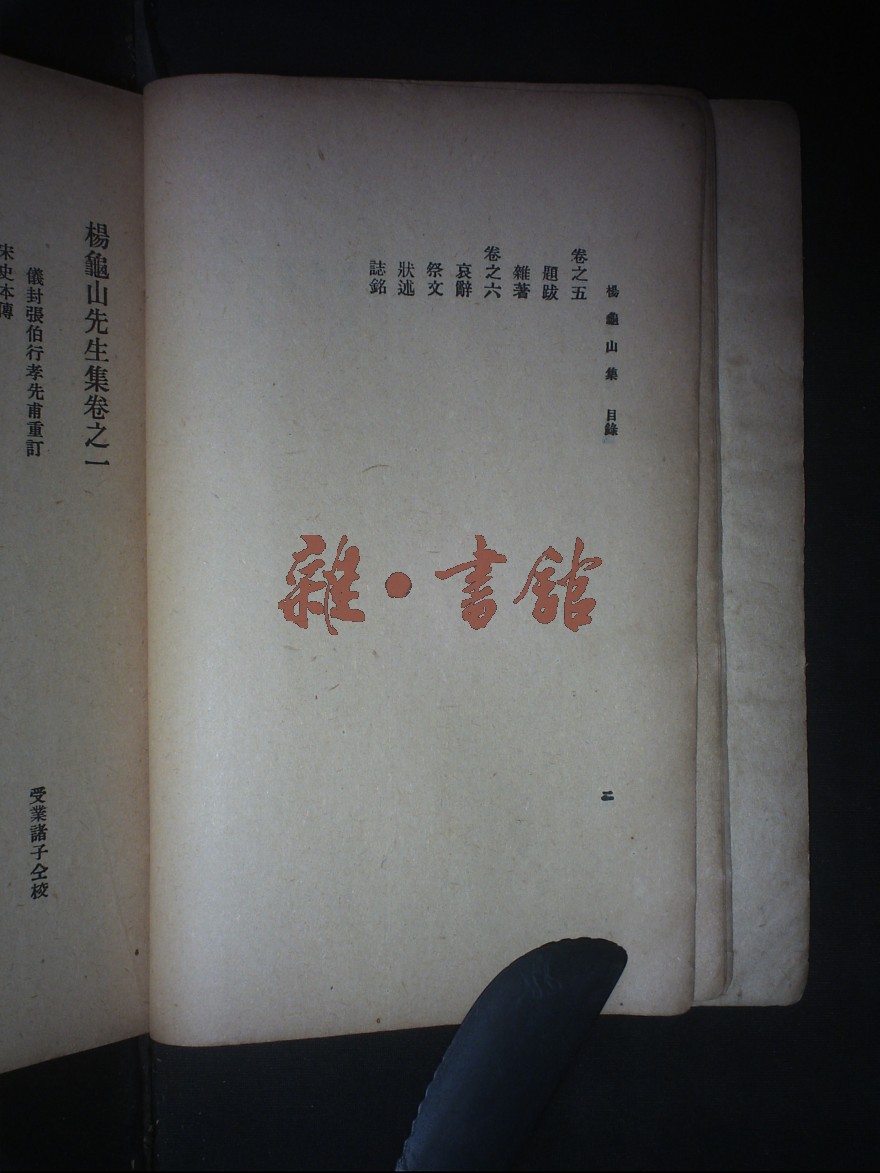 楊龜山集 目錄
二
卷之五
題跋
雜著
卷之六
哀辭
祭文
狀述
誌銘
雜·書館
楊龜山先生集卷之一
儀封張伯行孝先甫重訂
受業諸子仝校
宋史本傳